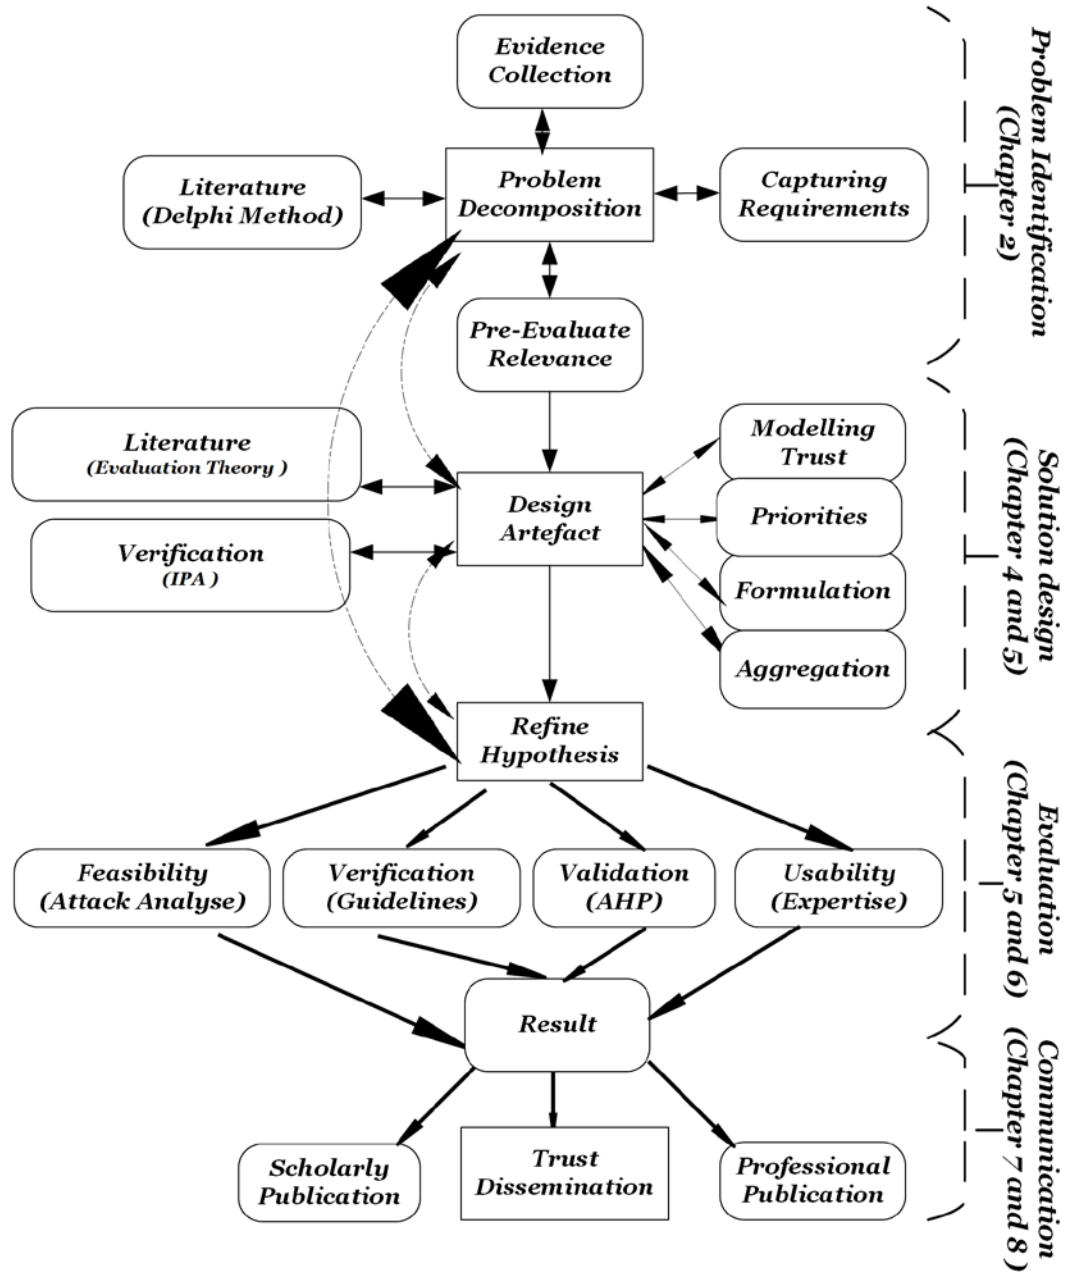 Evidence
Collection
Literature
(Delphi Method)
Problem
Decomposition
Capturing
Requirements
Pre-Evaluate
Relevance
Problem Identification
(Chapter 2)
Literature
(Evaluation Theory )
Verification
(IPA )
Design
Artefact
Modelling
Trust
Priorities
Formulation
Aggregation
Solution design
(Chapter 4 and 5)
Refine
Hypothesis
Feasibility
(Attack Analyse)
Verification
(Guidelines)
Validation
(AHP)
Usability
(Expertise)
Evaluation
(Chapter 5 and 6)
Result
Scholarly
Publication
Trust
Dissemination
Professional
Publication
Communication
(Chapter 7 and 8)